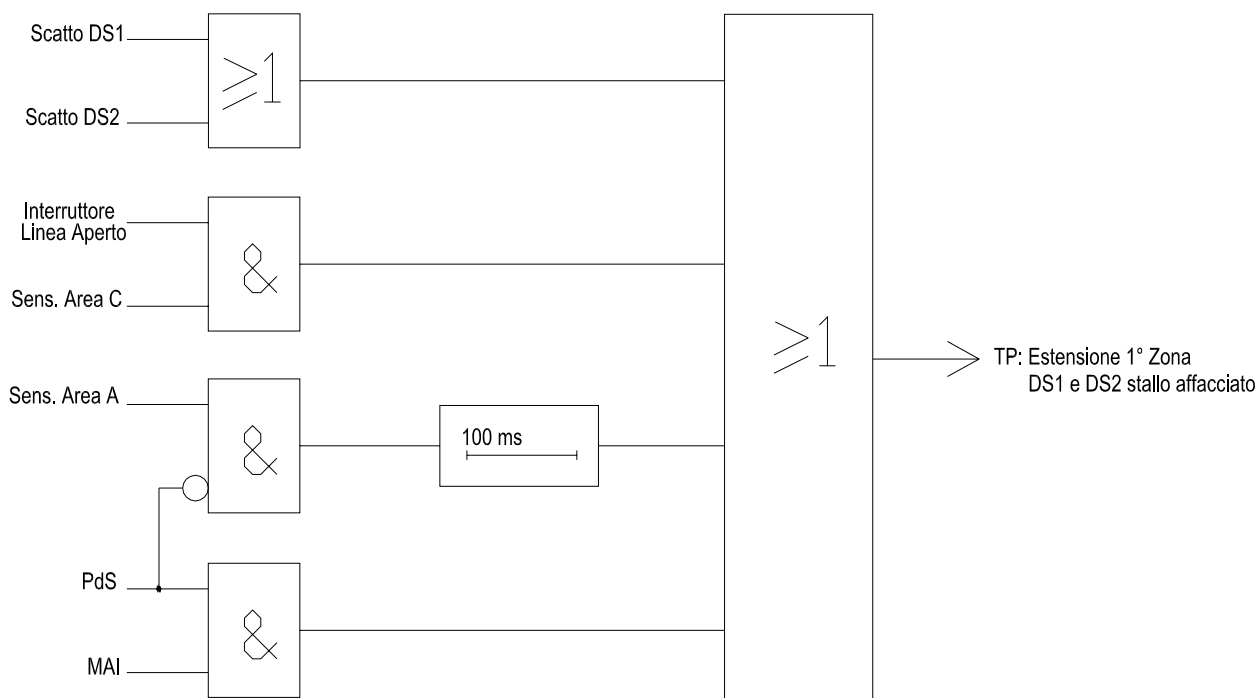 Scatto DS1
≥1
Scatto DS2
Interruttore
Linea Aperto
&
Sens. Area C
≥1
TP: Estensione 1° Zona
DS1 e DS2 stallo affacciato
Sens. Area A
&
100 ms
PdS
&
MAI